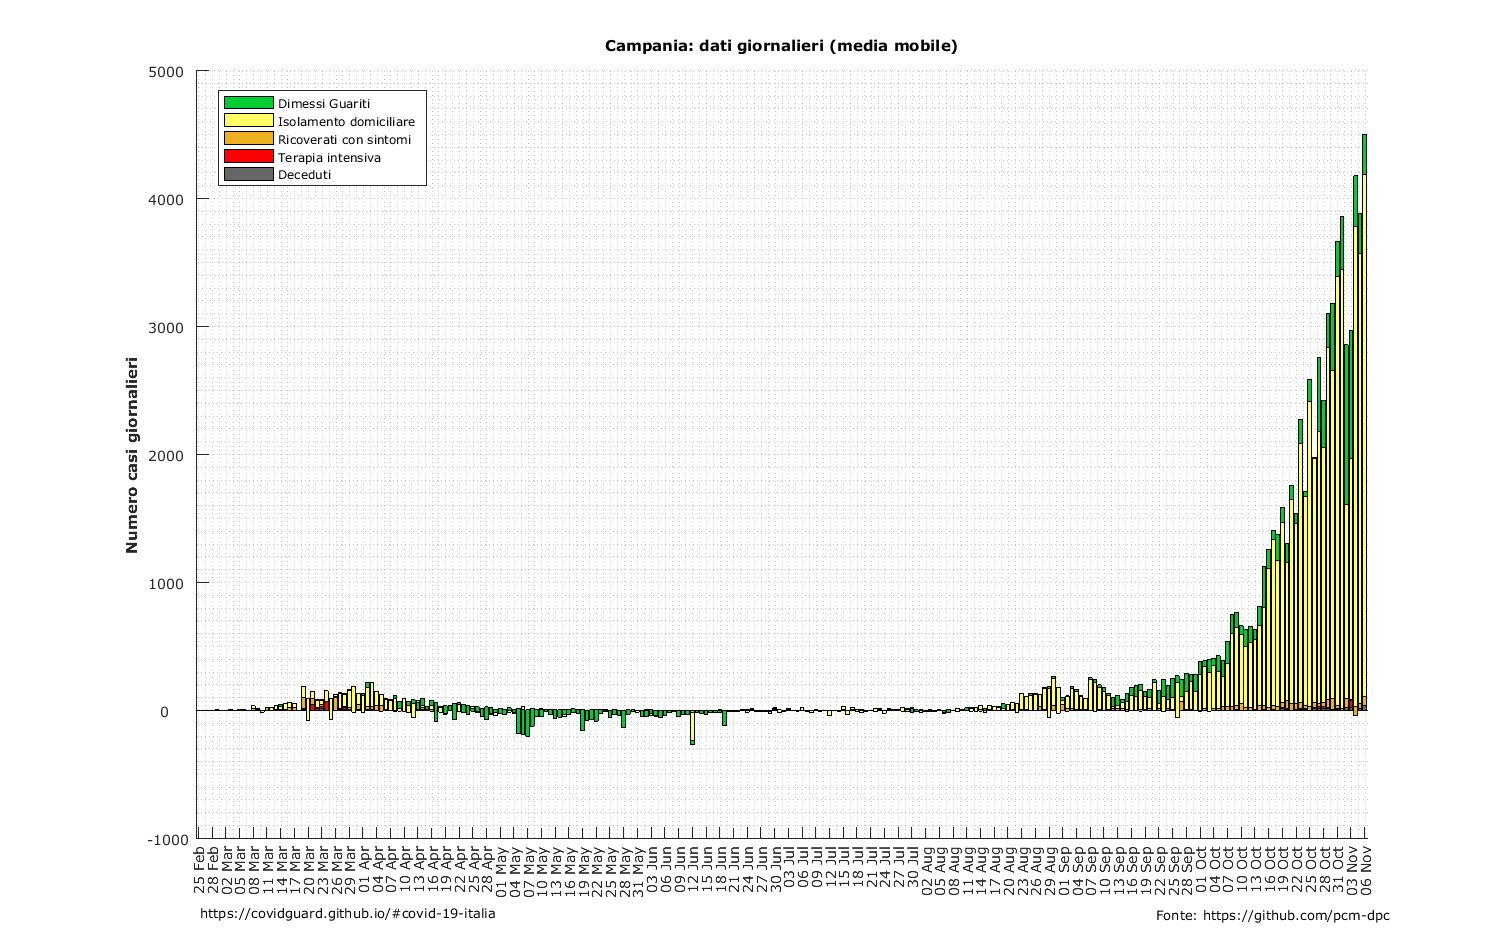 Campania: dati giornalieri (media mobile)
5000
4000
3000
2000
1000
0
-1000
Numero casi giornalieri
Dimessi Guariti
Isolamento domiciliare
Ricoverati con sintomi
Terapia intensiva
Deceduti
25 Feb
28 Feb
02 Mar
05 Mar
08 Mar
11 Mar
14 Mar
17 Mar
20 Mar
23 Mar
26 Mar
29 Mar
01 Apr
04 Apr
07 Apr
10 Apr
13 Apr
16 Apr
19 Apr
22 Apr
25 Apr
28 Apr
01 May
04 May
07 May
10 May
13 May
16 May
19 May
22 May
25 May
28 May
31 May
03 Jun
06 Jun
09 Jun
12 Jun
15 Jun
18 Jun
21 Jun
24 Jun
27 Jun
30 Jun
03 Jul
06 Jul
09 Jul
12 Jul
15 Jul
18 Jul
21 Jul
24 Jul
27 Jul
30 Jul
02 Aug
05 Aug
08 Aug
11 Aug
14 Aug
17 Aug
20 Aug
23 Aug
26 Aug
29 Aug
01 Sep
04 Sep
07 Sep
10 Sep
13 Sep
16 Sep
19 Sep
22 Sep
25 Sep
28 Sep
01 Oct
04 Oct
07 Oct
10 Oct
13 Oct
16 Oct
19 Oct
22 Oct
25 Oct
28 Oct
31 Oct
03 Nov
06 Nov
https://covidguard.github.io/#covid-19-italia
Fonte: https://github.com/pcm-dpc